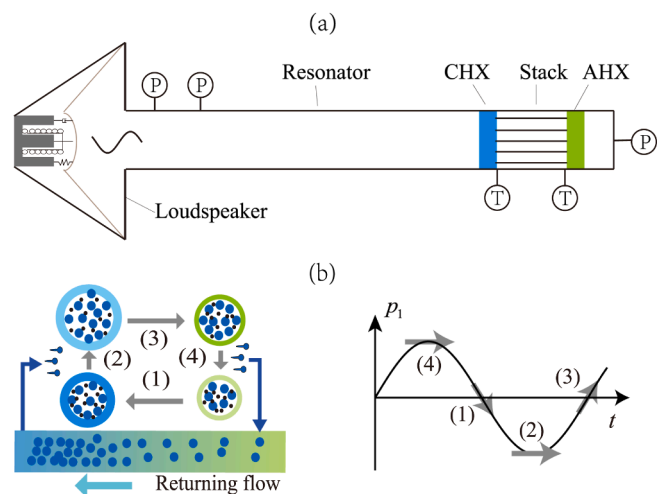 (a)
P P Resonator CHX Stack AHX
P
Loudspeaker T T
(b)
(3)
(2) (4)
(1)
Returning flow
p1
(4) (3)
(1) t
(2)